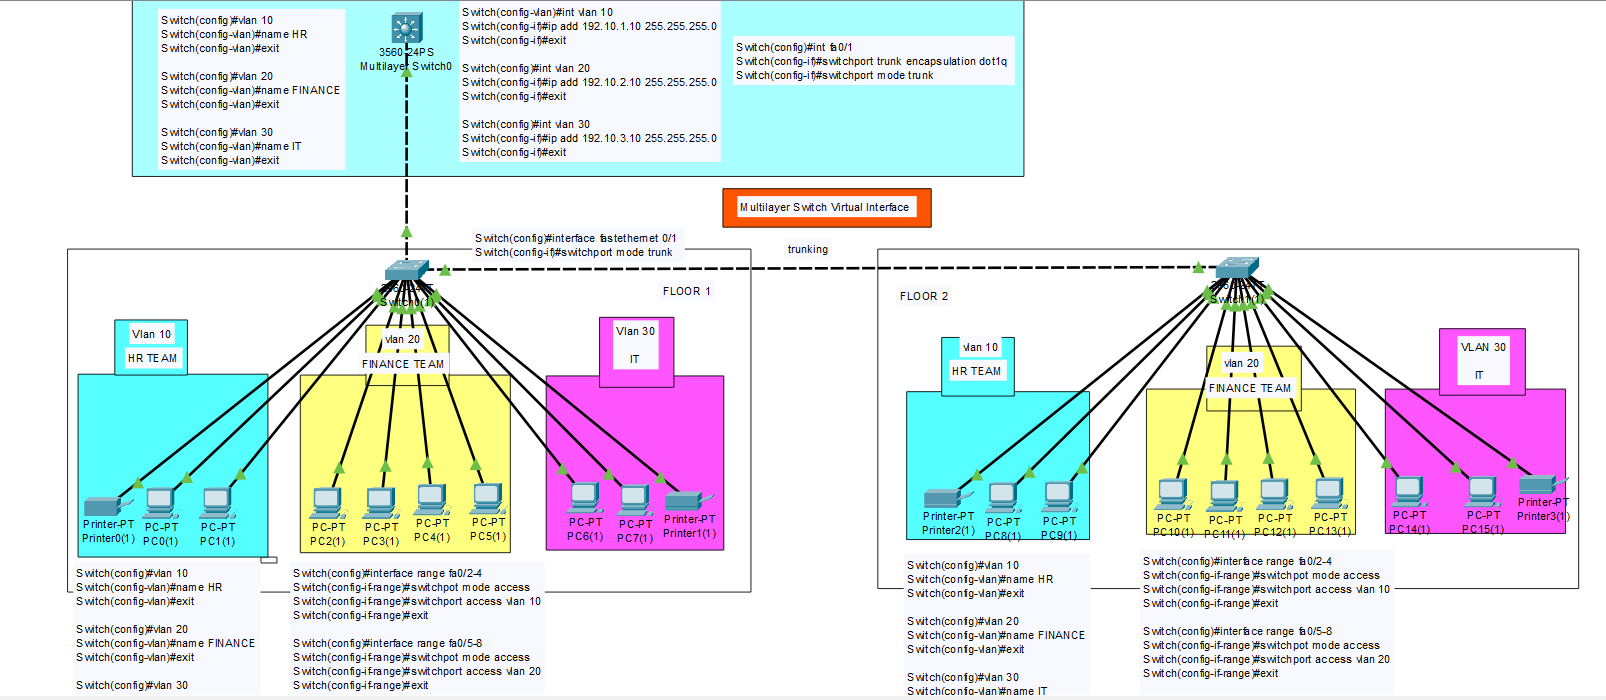 Switch(config)#vlan 10
Switch(config-vlan)#name HR
Switch(config-vlan)#exit
Switch(config)#vlan 20
Switch(config-vlan)#name FINANCE
Switch(config-vlan)#exit
Switch(config)#vlan 30
Switch(config-vlan)#name IT
Switch(config-vlan)#exit
3560-24PS
Multilayer Switch0
Switch(config-vlan)#int vlan 10
Switch(config-if)#ip add 192.10.1.10 255.255.255.0
Switch(config-if)#exit
Switch(config)#int vlan 20
Switch(config-if)#ip add 192.10.2.10 255.255.255.0
Switch(config-if)#exit
Switch(config)#int vlan 30
Switch(config-if)#ip add 192.10.3.10 255.255.255.0
Switch(config-if)#exit
Switch(config)#int fa0/1
Switch(config-if)#switchport trunk encapsulation dot1q
Switch(config-if)#switchport mode trunk
Multilayer Switch Virtual Interface
Switch(config)#interface fastethernet 0/1
Switch(config-if)#switchport mode trunk
trunking
Switch0(1)
FLOOR 1
Vlan 10
HR TEAM
vlan 20
FINANCE TEAM
Vlan 30
IT
Printer-PT
Printer0(1)
PC-PT
PC0(1)
PC-PT
PC1(1)
PC-PT
PC2(1)
PC-PT
PC3(1)
PC-PT
PC4(1)
PC-PT
PC5(1)
PC-PT
PC6(1)
PC-PT
PC7(1)
Printer-PT
Printer1(1)
FLOOR 2
Switch1(1)
vlan 10
HR TEAM
vlan 20
FINANCE TEAM
VLAN 30
IT
Printer-PT
Printer2(1)
PC-PT
PC8(1)
PC-PT
PC9(1)
PC-PT
PC10(1)
PC-PT
PC11(1)
PC-PT
PC12(1)
PC-PT
PC13(1)
PC-PT
PC14(1)
PC-PT
PC15(1)
Printer-PT
Printer3(1)
Switch(config)#vlan 10
Switch(config-vlan)#name HR
Switch(config-vlan)#exit
Switch(config)#vlan 20
Switch(config-vlan)#name FINANCE
Switch(config-vlan)#exit
Switch(config)#vlan 30
Switch(config)#interface range fa0/2-4
Switch(config-if-range)#switchpot mode access
Switch(config-if-range)#switchport access vlan 10
Switch(config-if-range)#exit
Switch(config)#interface range fa0/5-8
Switch(config-if-range)#switchpot mode access
Switch(config-if-range)#switchport access vlan 20
Switch(config-if-range)#exit
Switch(config)#vlan 10
Switch(config-vlan)#name HR
Switch(config-vlan)#exit
Switch(config)#vlan 20
Switch(config-vlan)#name FINANCE
Switch(config-vlan)#exit
Switch(config)#vlan 30
Switch(config-vlan)#name IT
Switch(config)#interface range fa0/2-4
Switch(config-if-range)#switchpot mode access
Switch(config-if-range)#switchport access vlan 10
Switch(config-if-range)#exit
Switch(config)#interface range fa0/5-8
Switch(config-if-range)#switchpot mode access
Switch(config-if-range)#switchport access vlan 20
Switch(config-if-range)#exit